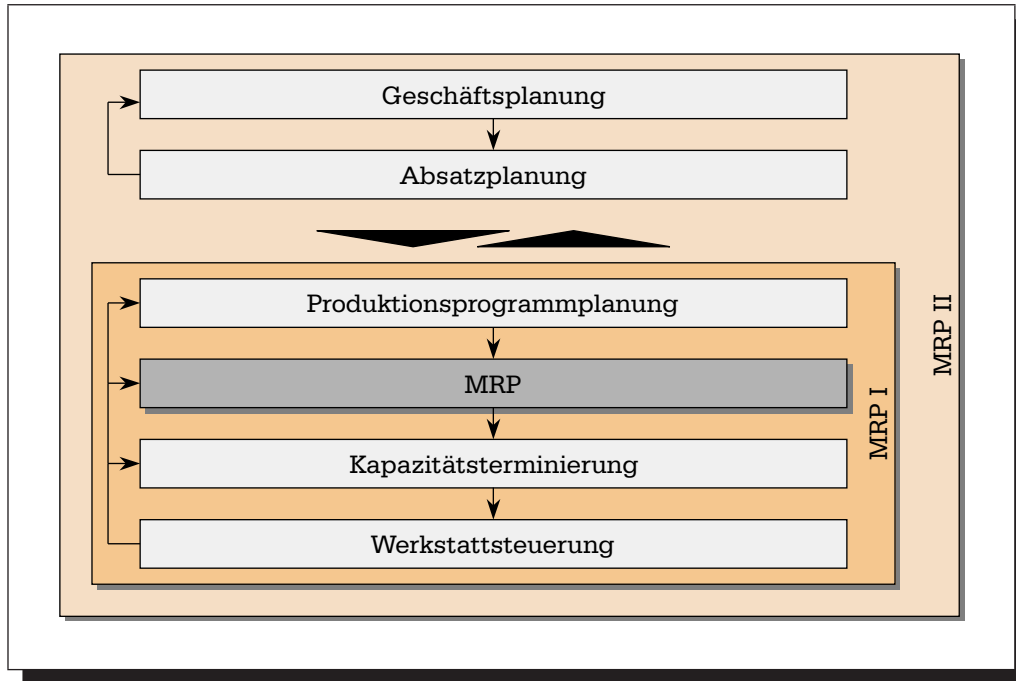 Geschäftsplanung
Absatzplanung
Produktionsprogrammplanung
MRP
Kapazitätsterminierung
Werkstattsteuerung
MRP I
MRP II